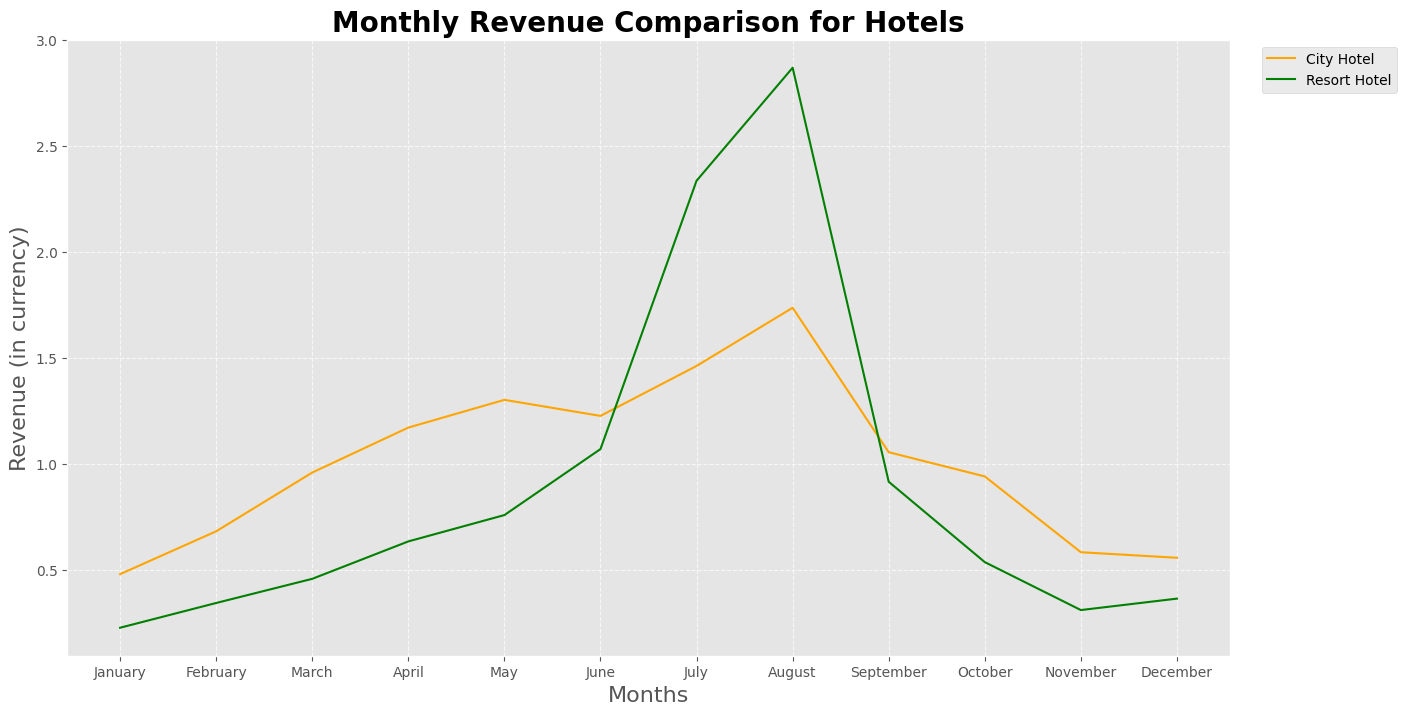 Monthly Revenue Comparison for Hotels
City Hotel
Resort Hotel
Revenue (in currency)
3.0
2.5
2.0
1.5
1.0
0.5
January February March April May June July August September October November December
Months